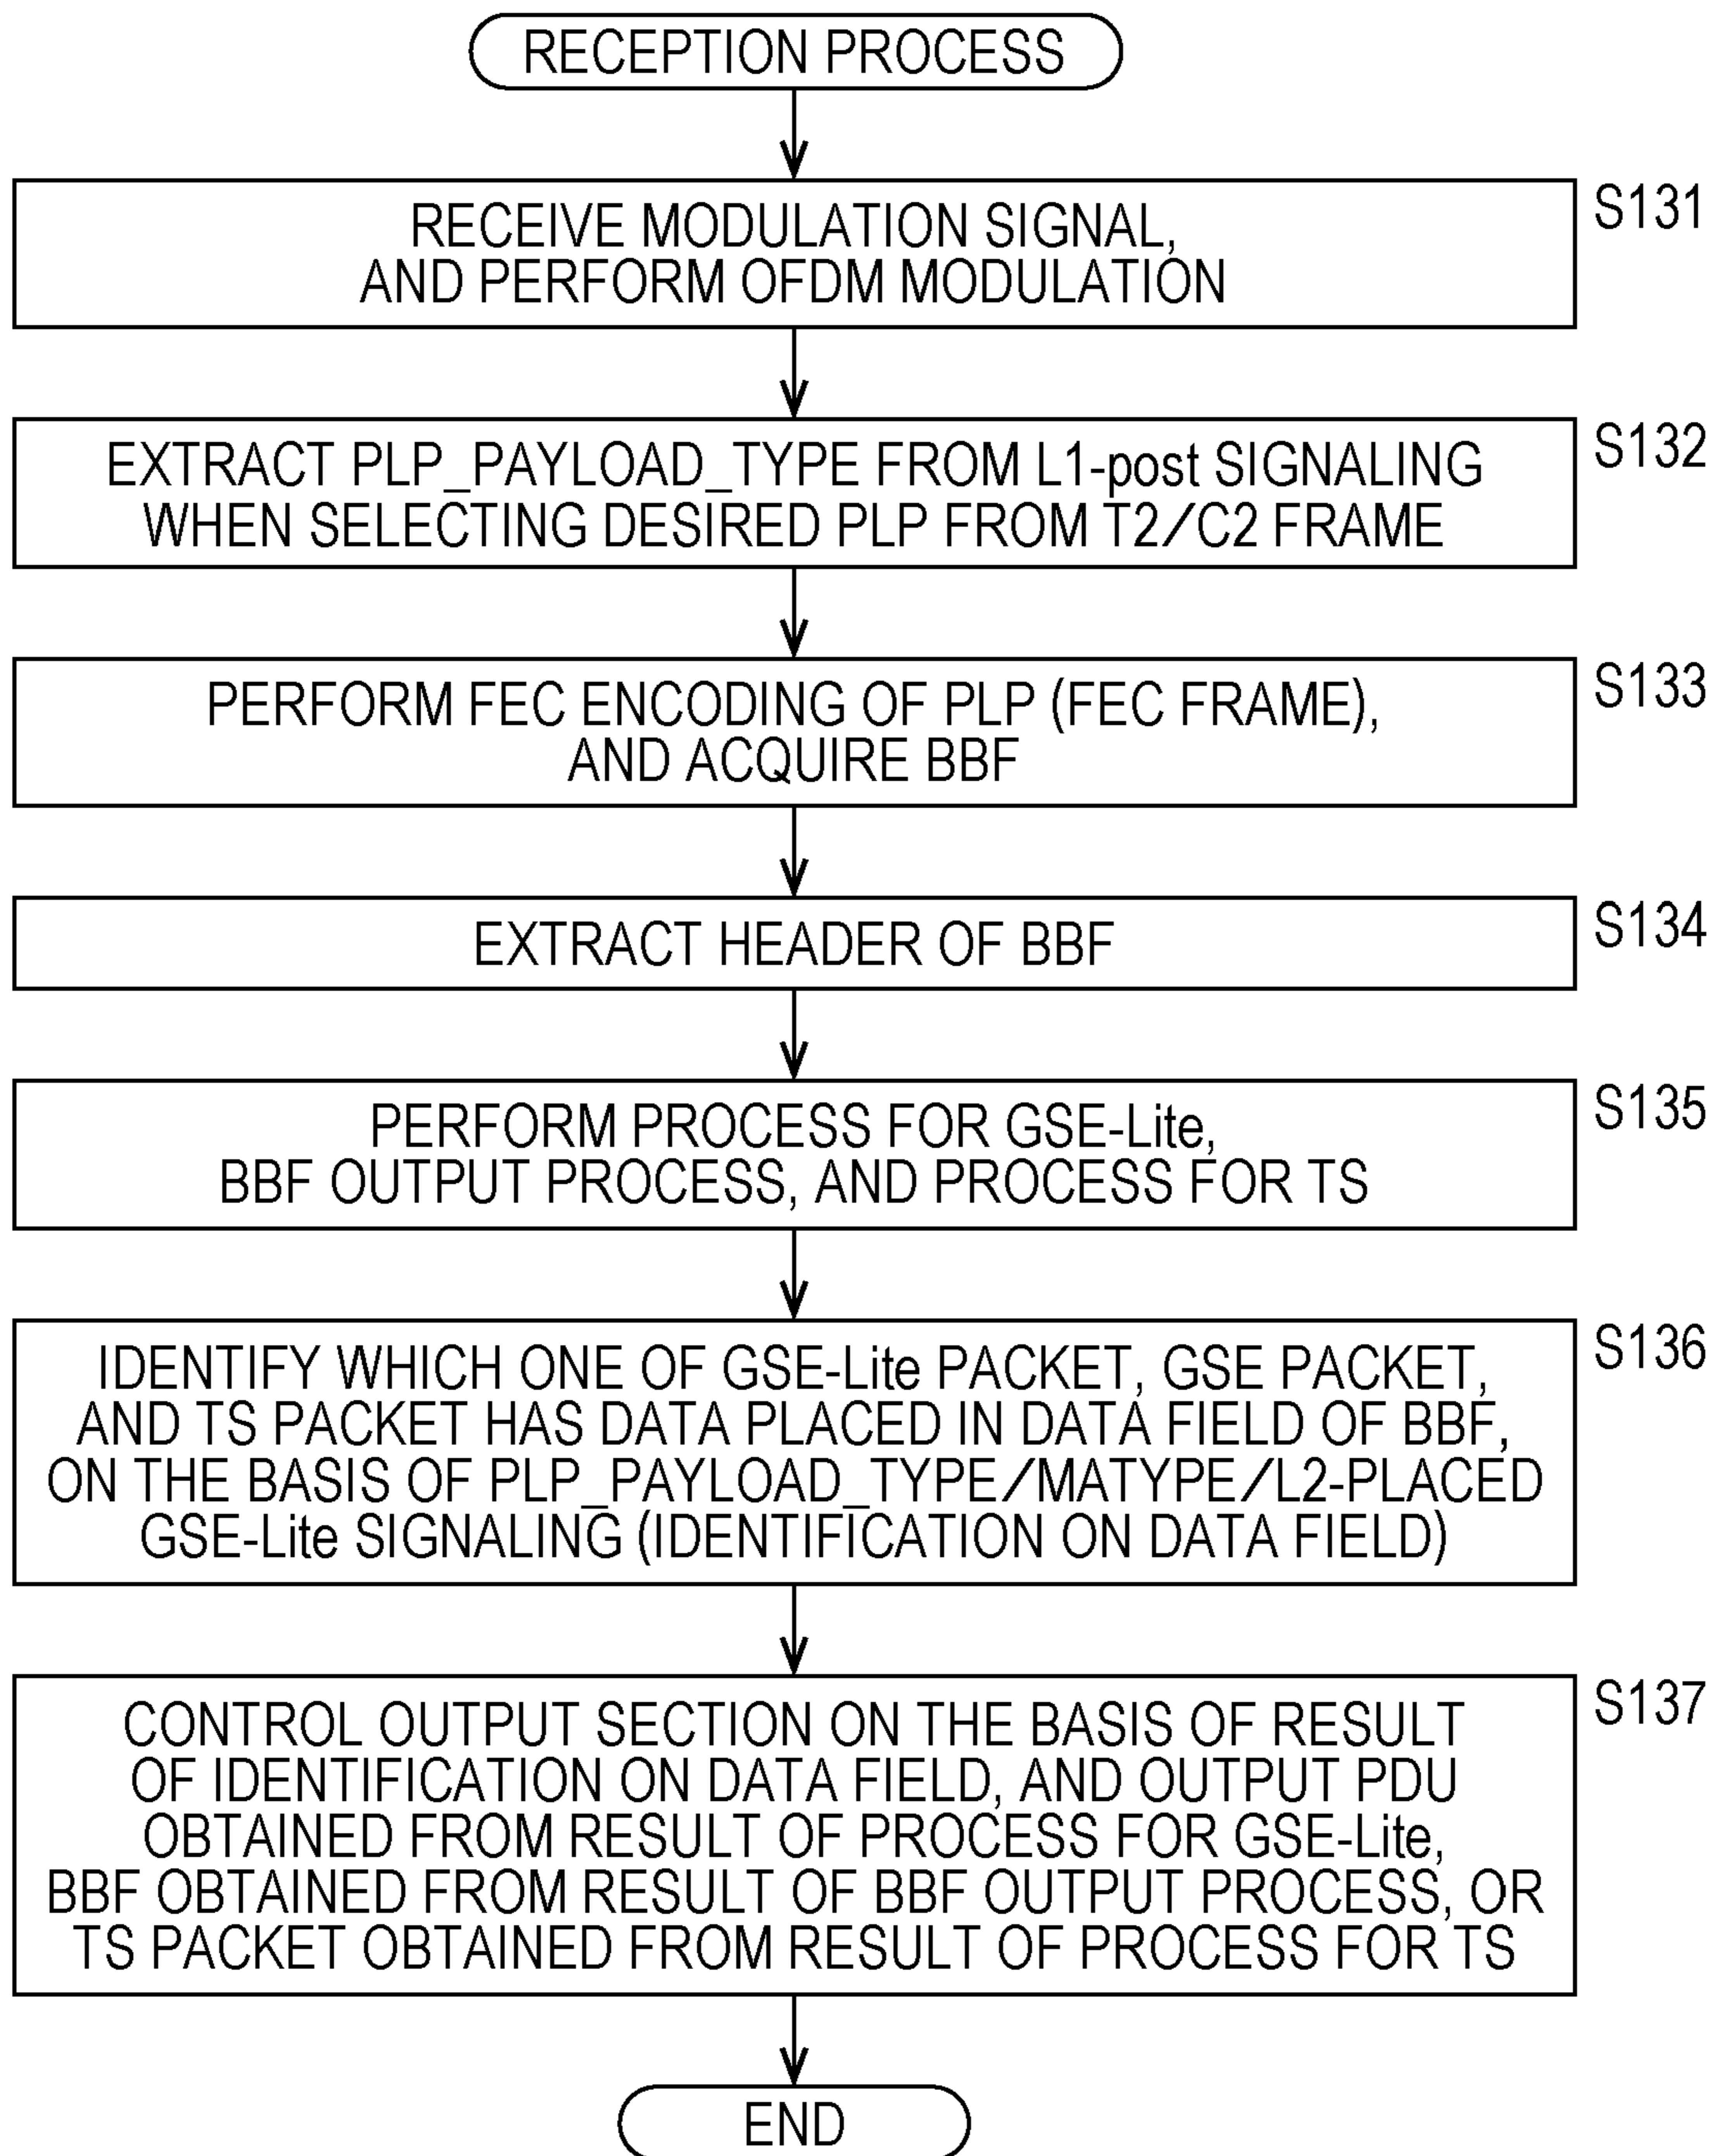 RECEPTION PROCESS
RECEIVE MODULATION SIGNAL,
AND PERFORM OFDM MODULATION
S131
EXTRACT PLP_PAYLOAD_TYPE FROM L1-post SIGNALING
WHEN SELECTING DESIRED PLP FROM T2/C2 FRAME
S132
PERFORM FEC ENCODING OF PLP (FEC FRAME),
AND ACQUIRE BBF
S133
EXTRACT HEADER OF BBF
S134
PERFORM PROCESS FOR GSE-Lite,
BBF OUTPUT PROCESS, AND PROCESS FOR TS
S135
IDENTIFY WHICH ONE OF GSE-Lite PACKET, GSE PACKET,
AND TS PACKET HAS DATA PLACED IN DATA FIELD OF BBF,
ON THE BASIS OF PLP_PAYLOAD_TYPE/MATYPE/L2-PLACED
GSE-Lite SIGNALING (IDENTIFICATION ON DATA FIELD)
S136
CONTROL OUTPUT SECTION ON THE BASIS OF RESULT
OF IDENTIFICATION ON DATA FIELD, AND OUTPUT PDU
OBTAINED FROM RESULT OF PROCESS FOR GSE-Lite,
BBF OBTAINED FROM RESULT OF BBF OUTPUT PROCESS, OR
TS PACKET OBTAINED FROM RESULT OF PROCESS FOR TS
S137
END